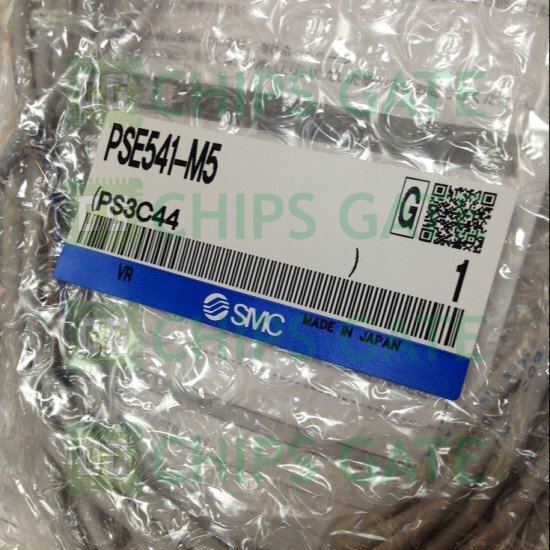 CHIPS GATE
PSE541-M5
G
CHIPS GATE
(PS3C44
)
1
VR
SMC
MADE IN JAPAN
CHIPS GATE
CHIPS GATE